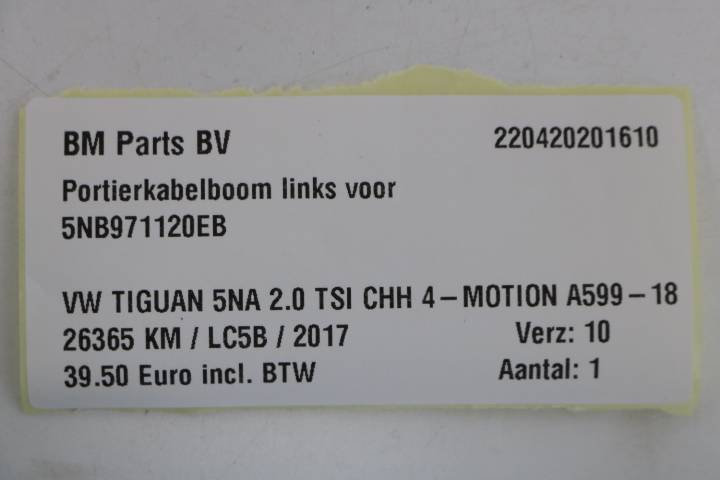 BM Parts BV 220420201610
Portierkabelboom links voor
5NB971120EB
VW TIGUAN 5NA 2.0 TSI CHH 4-MOTION A599-18
26365 KM / LC5B / 2017 Verz: 10
39.50 Euro incl. BTW Aantal: 1